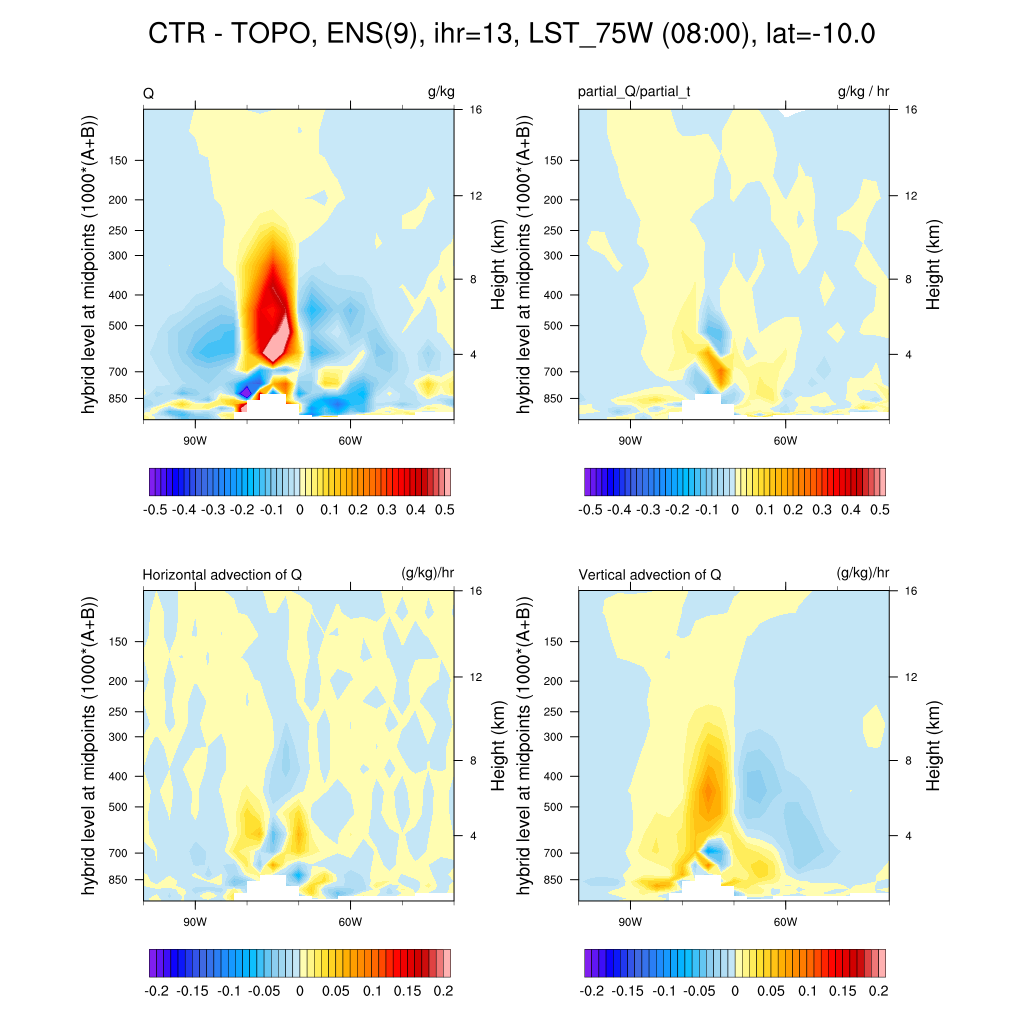 CTR - TOPO, ENS(9), ihr=13, LST_75W (08:00), lat=-10.0
Q g/kg
hybrid level at midpoints (1000*(A+B))
150
200
250
300
400
500
700
850
16
12
8
4
Height (km)
90W 60W
-0.5 -0.4 -0.3 -0.2 -0.1 0 0.1 0.2 0.3 0.4 0.5
partial_Q/partial_t g/kg / hr
hybrid level at midpoints (1000*(A+B))
150
200
250
300
400
500
700
850
16
12
8
4
Height (km)
90W 60W
-0.5 -0.4 -0.3 -0.2 -0.1 0 0.1 0.2 0.3 0.4 0.5
Horizontal advection of Q (g/kg)/hr
hybrid level at midpoints (1000*(A+B))
150
200
250
300
400
500
700
850
16
12
8
4
Height (km)
90W 60W
-0.2 -0.15 -0.1 -0.05 0 0.05 0.1 0.15 0.2
Vertical advection of Q (g/kg)/hr
hybrid level at midpoints (1000*(A+B))
150
200
250
300
400
500
700
850
16
12
8
4
Height (km)
90W 60W
-0.2 -0.15 -0.1 -0.05 0 0.05 0.1 0.15 0.2